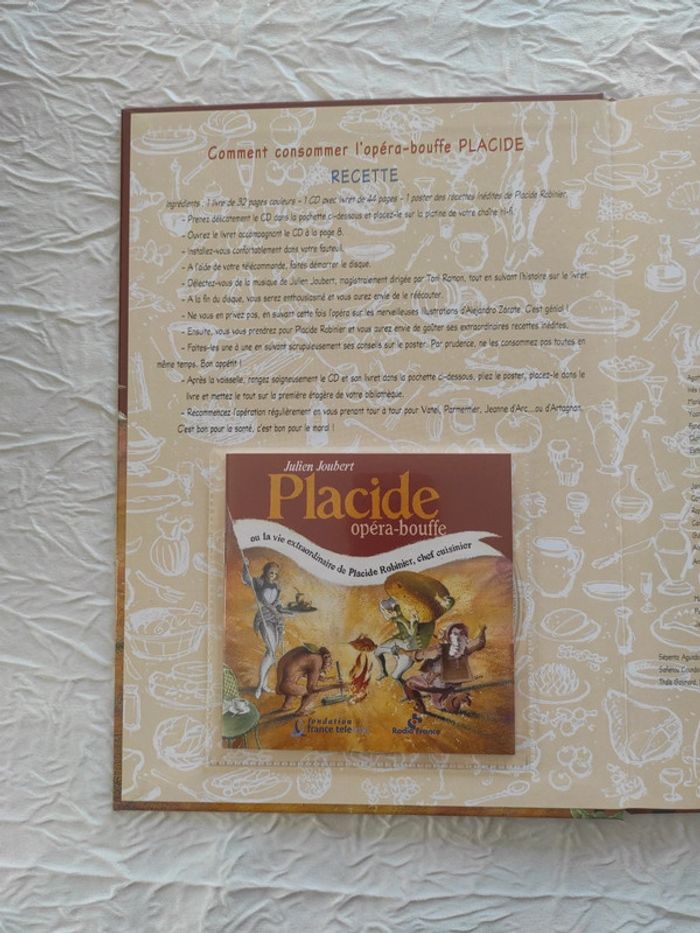 Comment consommer l'opéra-bouffe PLACIDE
RECETTE
Ingrédients : 1 livre de 32 pages couleurs - 1 CD avec livret de 44 pages - 1 poster des recettes inédites de Placide Robinier.
- Prenez délicatement le CD dans la pochette ci-dessous et placez-le sur la platine de votre chaîne hi-fi.
- Ouvrez le livret accompagnant le CD à la page 8.
- Installez-vous confortablement dans votre fauteuil.
- A l'aide de votre télécommande, faites démarrer le disque.
- Délectez-vous de la musique de Julien Joubert, magistralement dirigée par Toni Ramon, tout en suivant l'histoire sur le livret.
- A la fin du disque, vous serez enthousiasmé et vous aurez envie de le réécouter.
- Ne vous en privez pas, en suivant cette fois l'opéra sur les merveilleuses illustrations d'Alejandro Zárate. C'est génial !
- Ensuite, vous vous prendrez pour Placide Robinier et vous aurez envie de goûter ses extraordinaires recettes inédites.
- Faites-les une à une en suivant scrupuleusement ses conseils sur le poster. Par prudence, ne les consommez pas toutes en
même temps. Bon appétit !
- Après la vaisselle, rangez soigneusement le CD et son livret dans la pochette ci-dessous, pliez le poster, placez-le dans le
livre et mettez le tout sur la première étagère de votre bibliothèque.
- Recommencez l'opération régulièrement en vous prenant tour à tour pour Vatel, Parmentier, Jeanne d'Arc... ou d'Artagnan.
C'est bon pour la santé, c'est bon pour le moral !
Julien Joubert
Placide
opéra-bouffe
ou la vie extraordinaire de Placide Robinier, chef cuisinier
fondation
france tele
Radio France